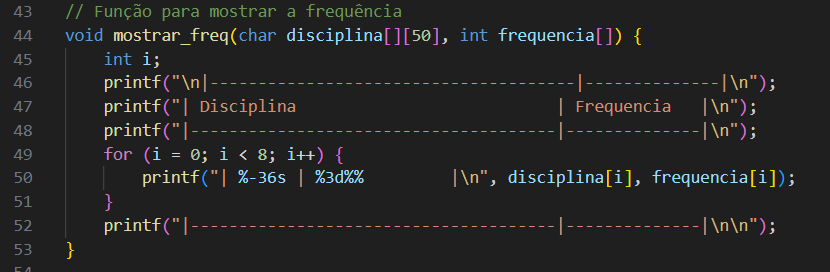 43 // Função para mostrar a frequência
44 void mostrar_freq(char disciplina[][50], int frequencia[]) {
45     int i;
46     printf("\n|--------------------------------------|--------------|\n");
47     printf("| Disciplina                           | Frequencia   |\n");
48     printf("|--------------------------------------|--------------|\n");
49     for (i = 0; i < 8; i++) {
50         printf("| %-36s | %3d%%         |\n", disciplina[i], frequencia[i]);
51     }
52     printf("|--------------------------------------|--------------|\n\n");
53 }